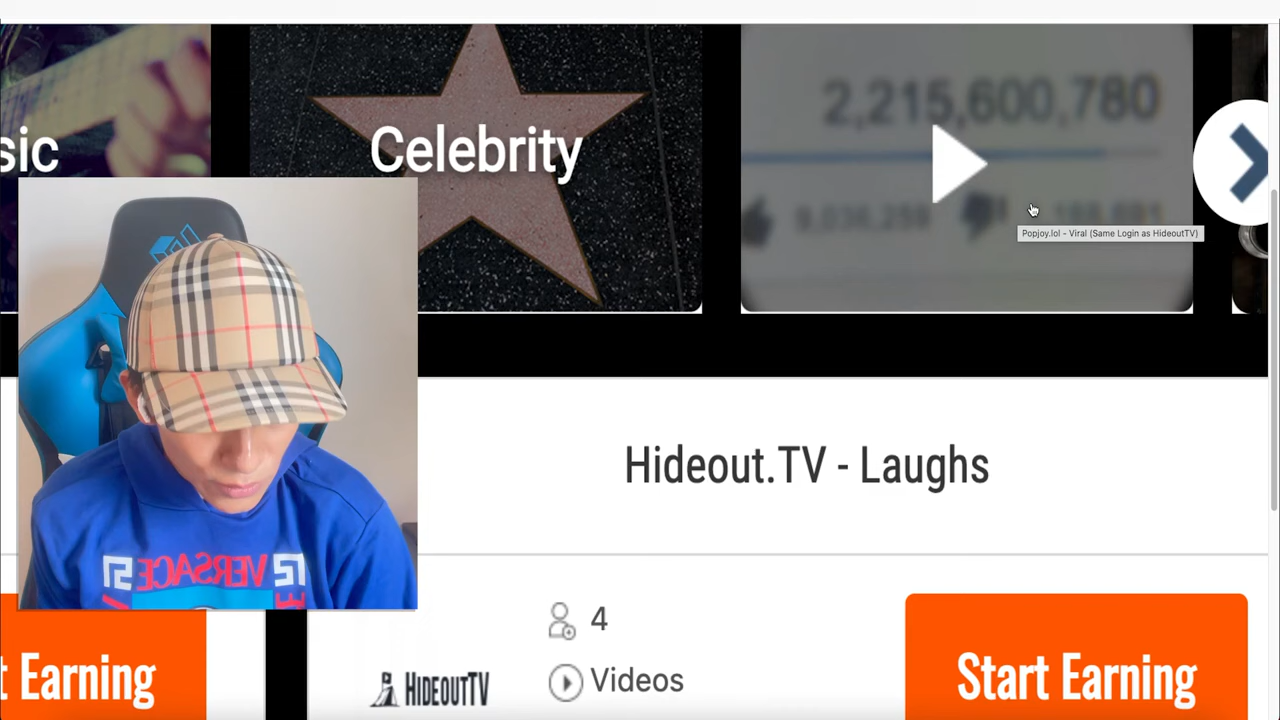 2,215,600,780
sic
Celebrity
Popjoy.lol - Viral (Same Login as HideoutTV)
Hideout.TV - Laughs
VERSACE
4
t Earning
HIDEOUTTV
Videos
Start Earning